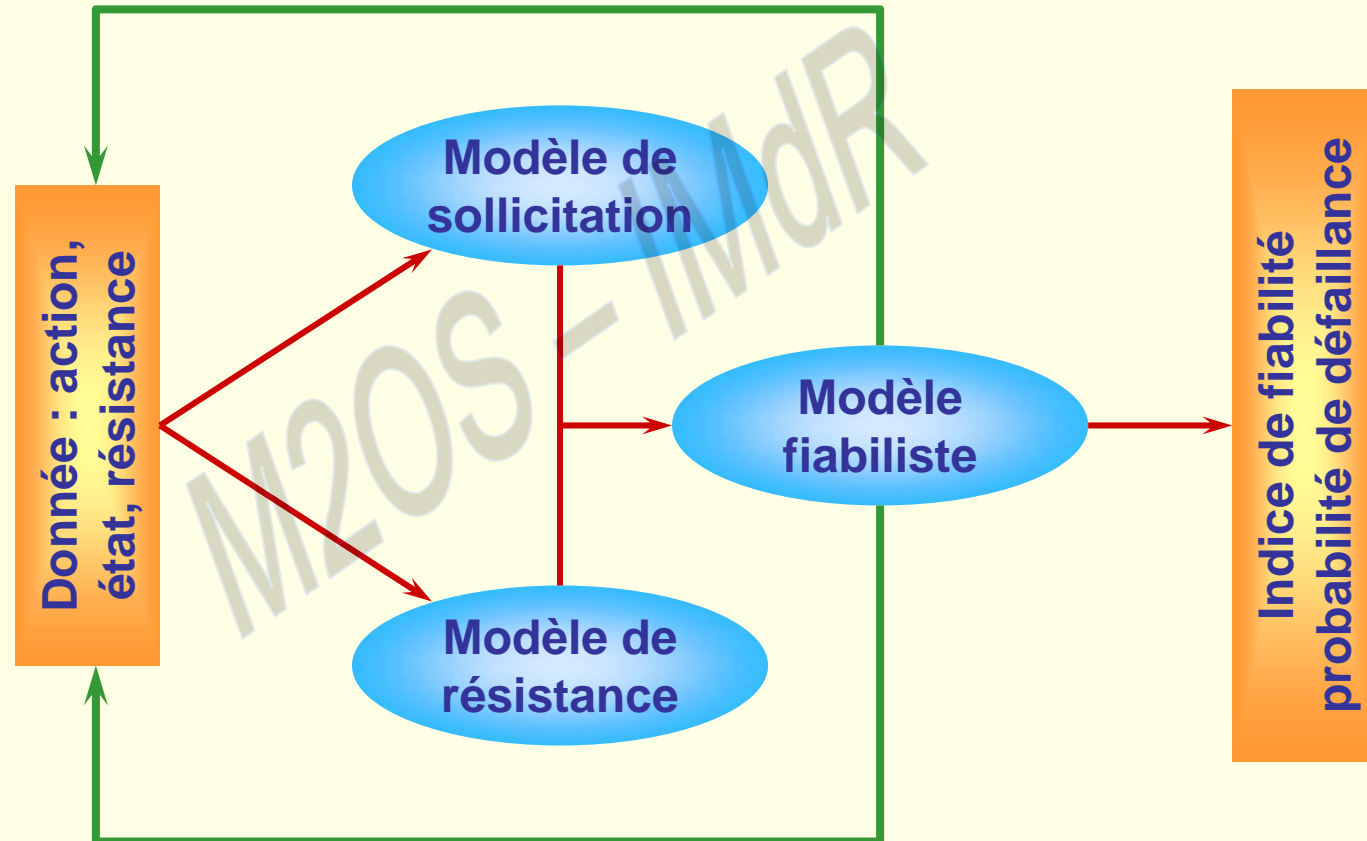 Donnée : action,
état, résistance
Modèle de
sollicitation
Modèle de
résistance
Modèle
fiabiliste
Indice de fiabilité
probabilité de défaillance
M2OS – IMdR